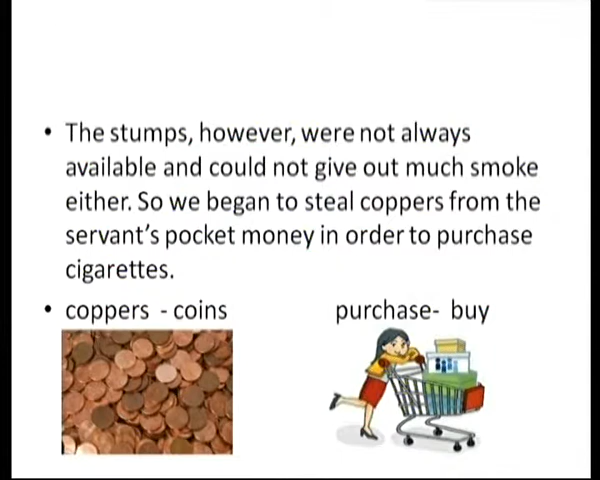 • The stumps, however, were not always
available and could not give out much smoke
either. So we began to steal coppers from the
servant's pocket money in order to purchase
cigarettes.
• coppers - coins purchase- buy